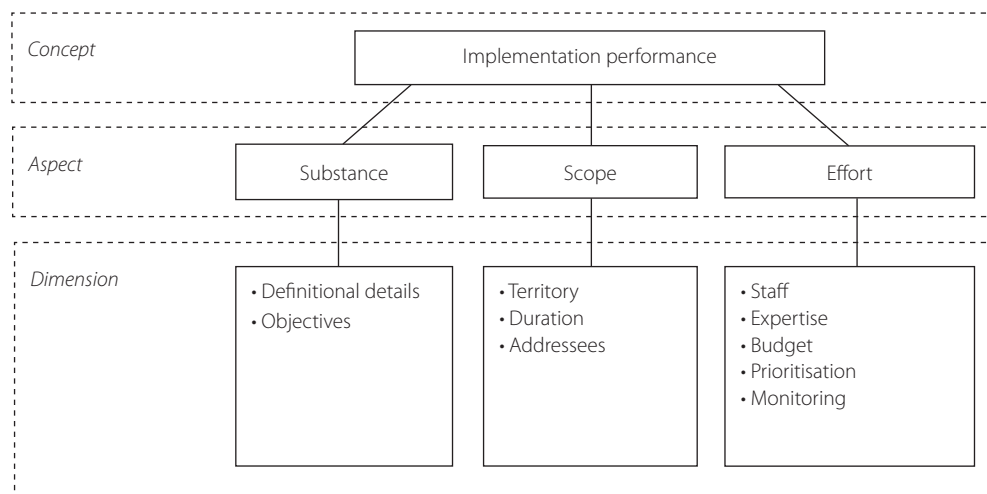 Concept
Implementation performance
Aspect
Substance
Scope
Effort
Dimension
• Definitional details
• Objectives
• Territory
• Duration
• Addressees
• Staff
• Expertise
• Budget
• Prioritisation
• Monitoring